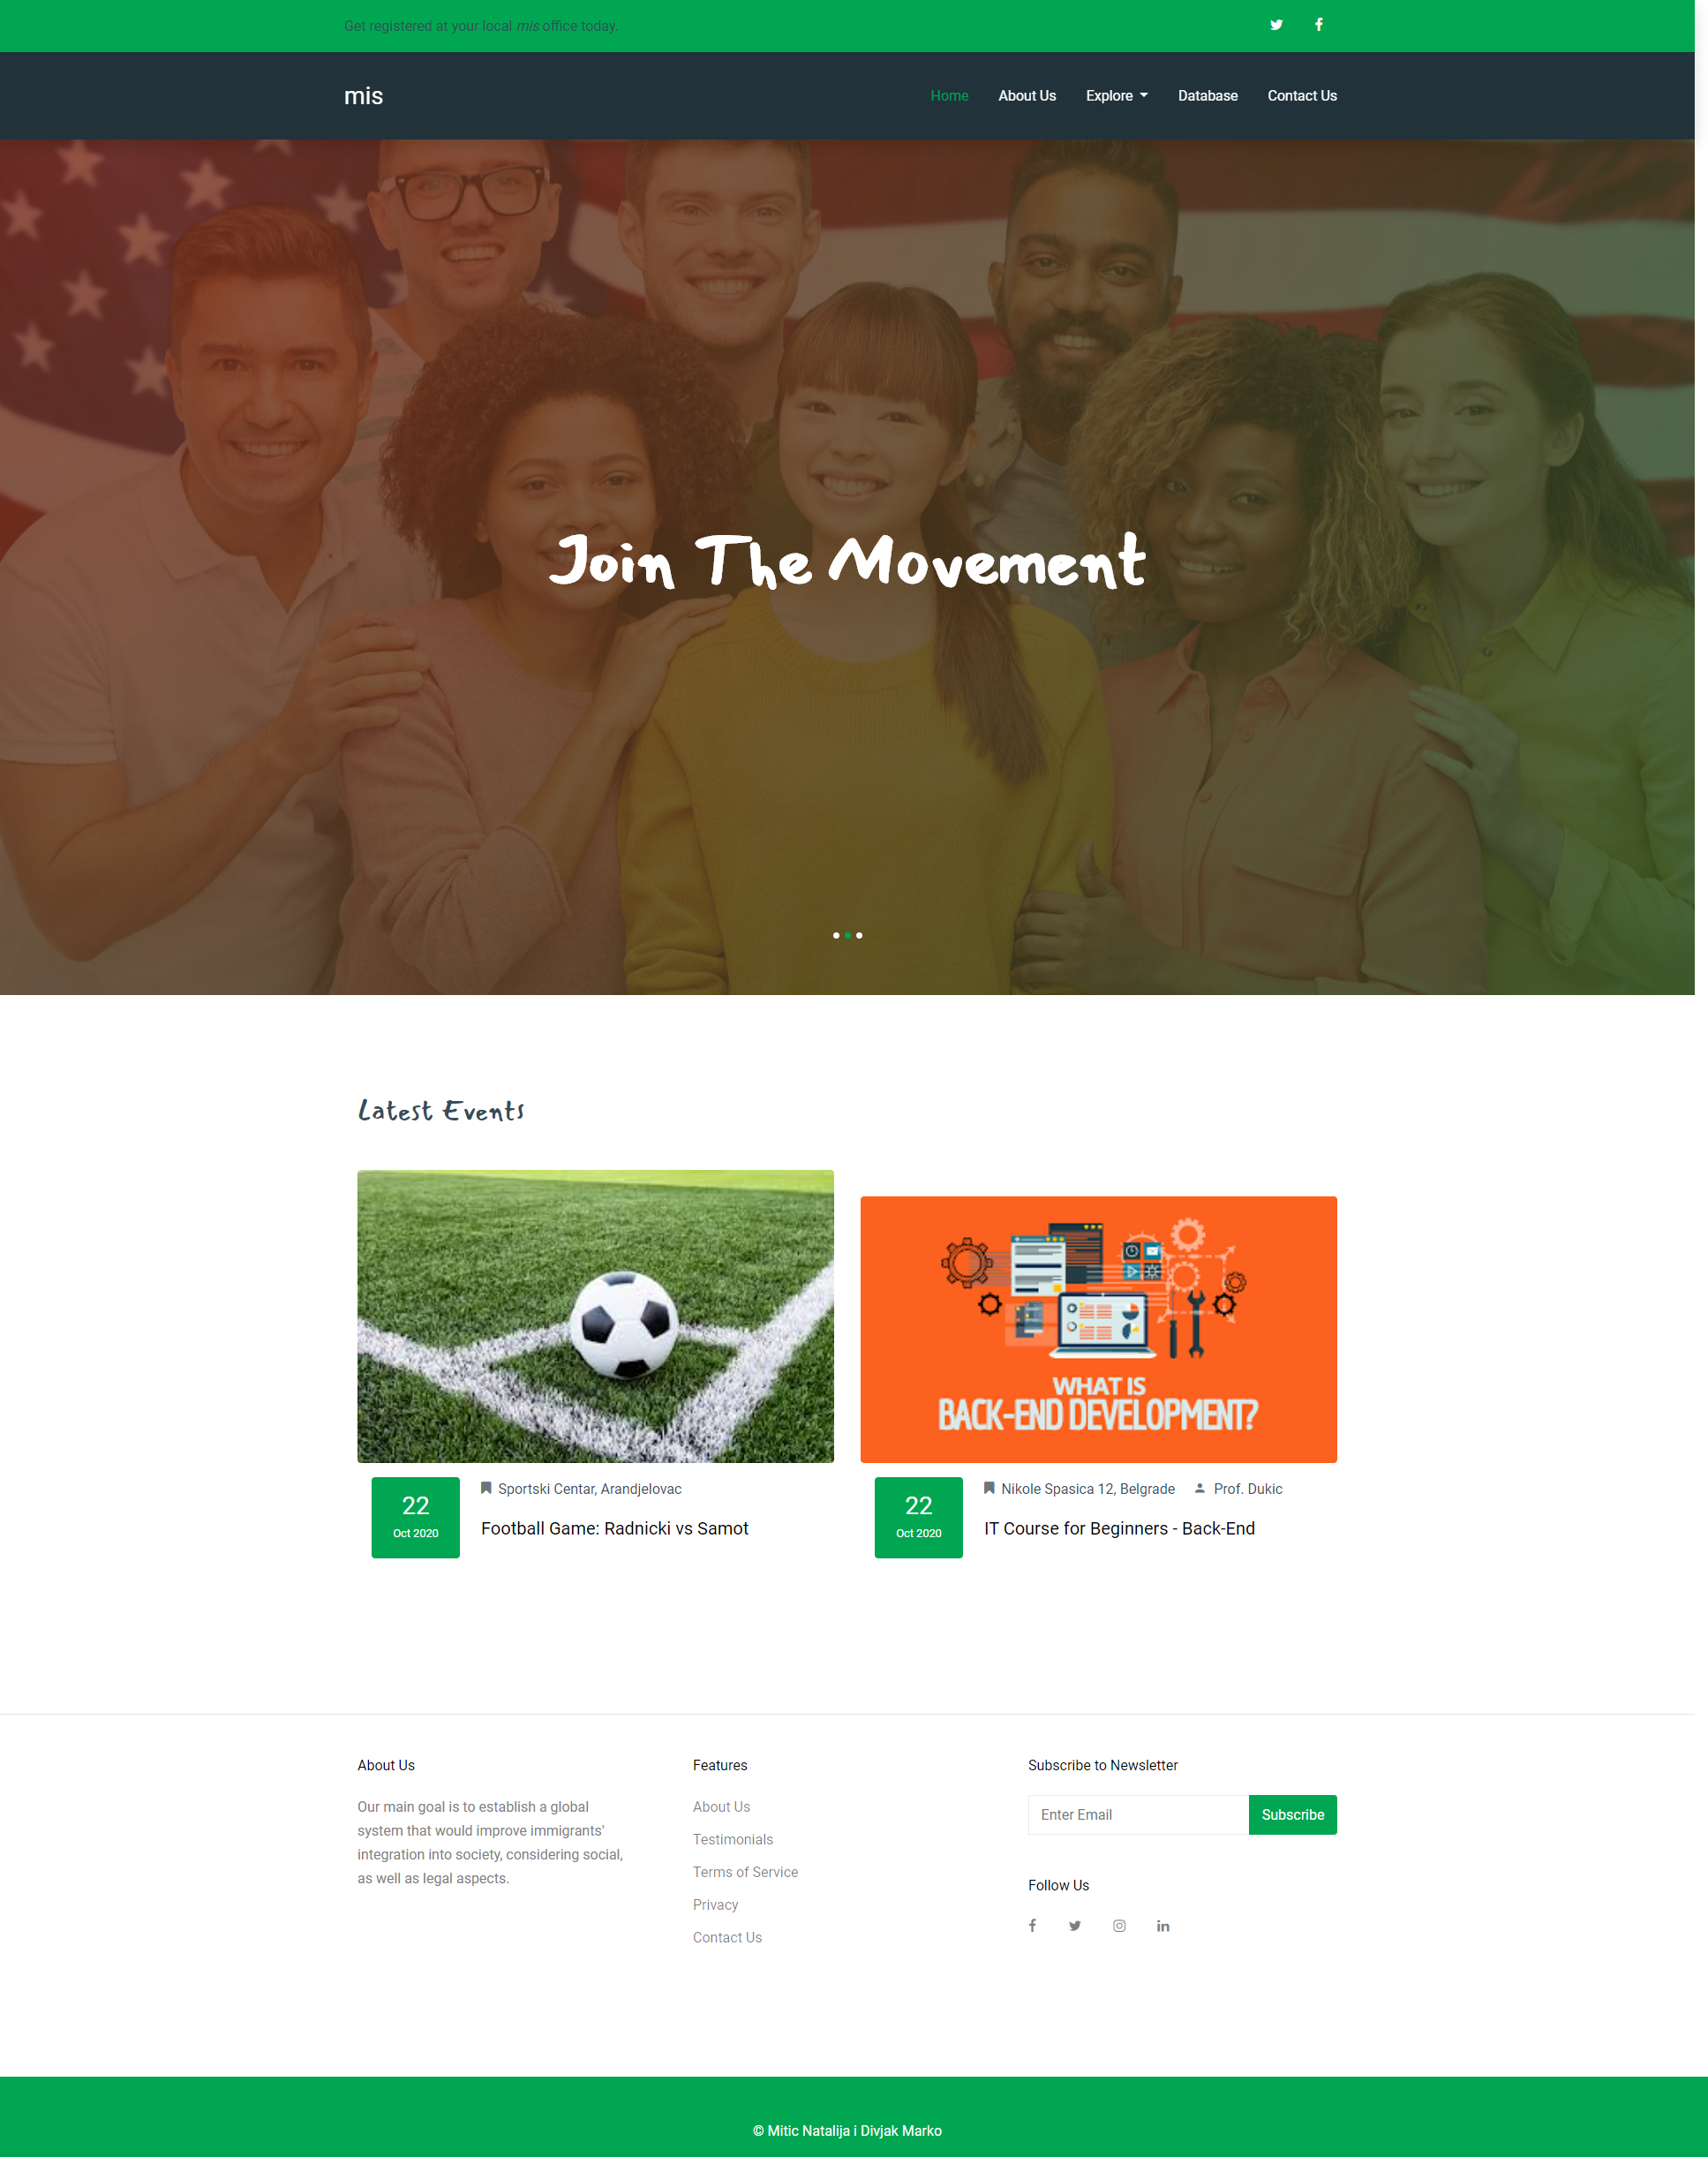 Get registered at your local mis office today.
mis
Home About Us Explore Database Contact Us
Join The Movement
Latest Events
WHAT IS
BACK-END DEVELOPMENT?
22
Oct 2020
Sportski Centar, Arandjelovac
Football Game: Radnicki vs Samot
22
Oct 2020
Nikole Spasica 12, Belgrade Prof. Dukic
IT Course for Beginners - Back-End
About Us
Our main goal is to establish a global
system that would improve immigrants'
integration into society, considering social,
as well as legal aspects.
Features
About Us
Testimonials
Terms of Service
Privacy
Contact Us
Subscribe to Newsletter
Enter Email Subscribe
Follow Us
© Mitic Natalija i Divjak Marko